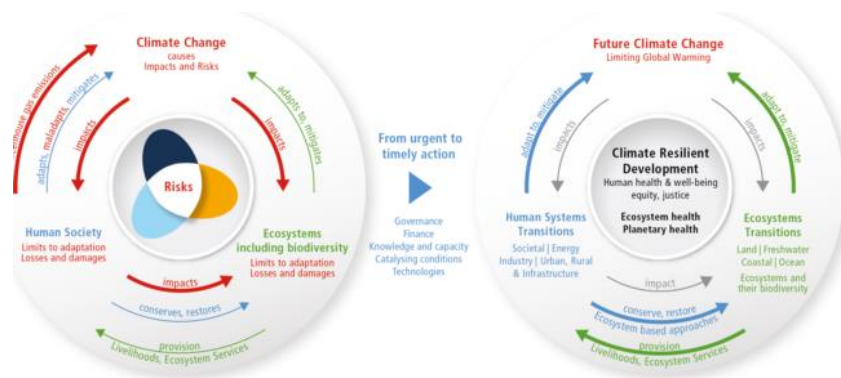 Climate Change
causes
Impacts and Risks
greenhouse gas emissions
adapts, maladapts, mitigates
impacts
impacts
adapts to, mitigates
Risks
Human Society
Limits to adaptation
Losses and damages
Ecosystems
including biodiversity
Limits to adaptation
Losses and damages
impacts
conserves, restores
provision
Livelihoods, Ecosystem Services
From urgent to
timely action
Governance
Finance
Knowledge and capacity
Catalysing conditions
Technologies
Future Climate Change
Limiting Global Warming
adapt to, mitigate
impacts
impacts
adapt to, mitigate
Climate Resilient
Development
Human health & well-being
equity, justice
Ecosystem health
Planetary health
Human Systems
Transitions
Societal | Energy
Industry | Urban, Rural
& Infrastructure
Ecosystems
Transitions
Land | Freshwater
Coastal | Ocean
Ecosystems and
their biodiversity
impact
conserve, restore
Ecosystem based approaches
provision
Livelihoods, Ecosystem Services